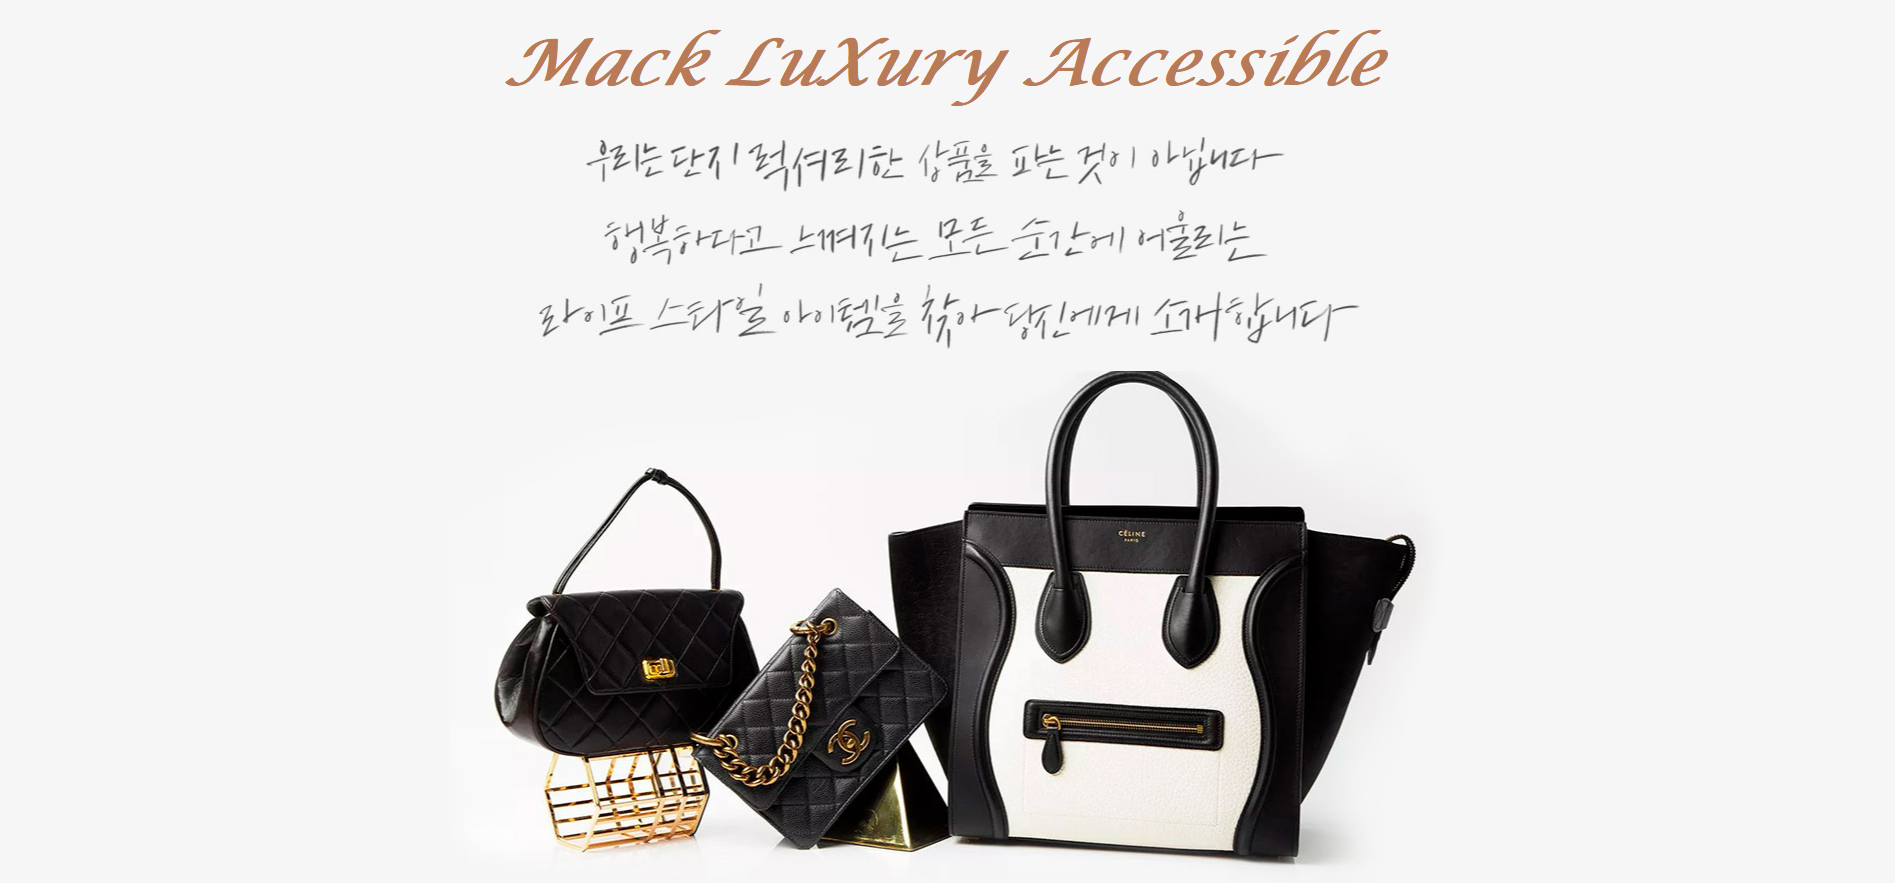 Mack LuXury Accessible
우리는 단지 럭셔리한 상품을 파는 것이 아닙니다
행복하다고 느껴지는 모든 순간에 어울리는
라이프 스타일 아이템을 찾아 당신에게 소개합니다
CÉLINE
PARIS